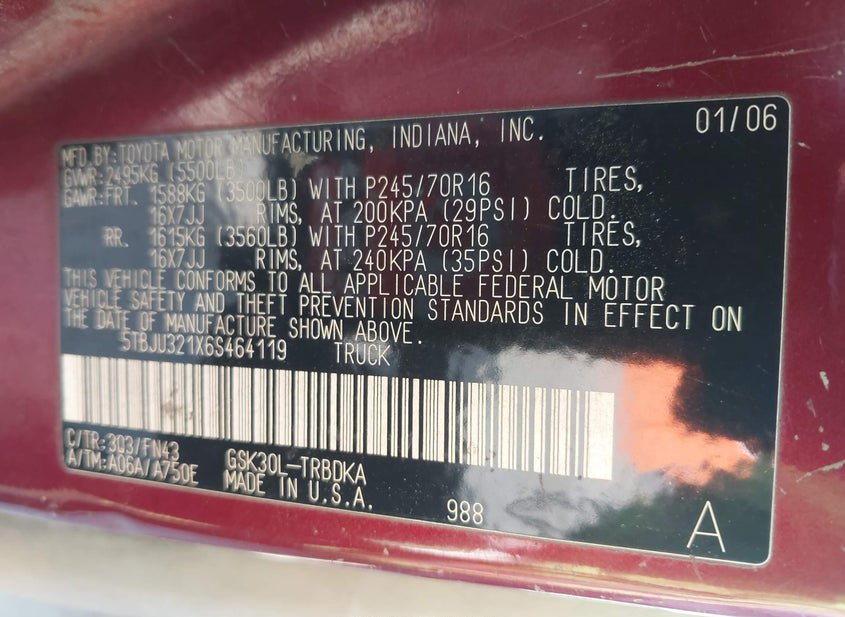 01/06
MFD.BY:TOYOTA MOTOR MANUFACTURING, INDIANA, INC.
GVWR:2495KG (5500LB)
GAWR:FRT. 1588KG (3500LB) WITH P245/70R16 TIRES,
16X7JJ RIMS, AT 200KPA (29PSI) COLD.
RR. 1615KG (3560LB) WITH P245/70R16 TIRES,
16X7JJ RIMS, AT 240KPA (35PSI) COLD.
THIS VEHICLE CONFORMS TO ALL APPLICABLE FEDERAL MOTOR
VEHICLE SAFETY AND THEFT PREVENTION STANDARDS IN EFFECT ON
THE DATE OF MANUFACTURE SHOWN ABOVE.
5TBJU321X6S464119 TRUCK
C/TR:3Q3/FN43
A/TM:A06A/A750E
GSK30L-TRBDKA
MADE IN U.S.A.
988
A